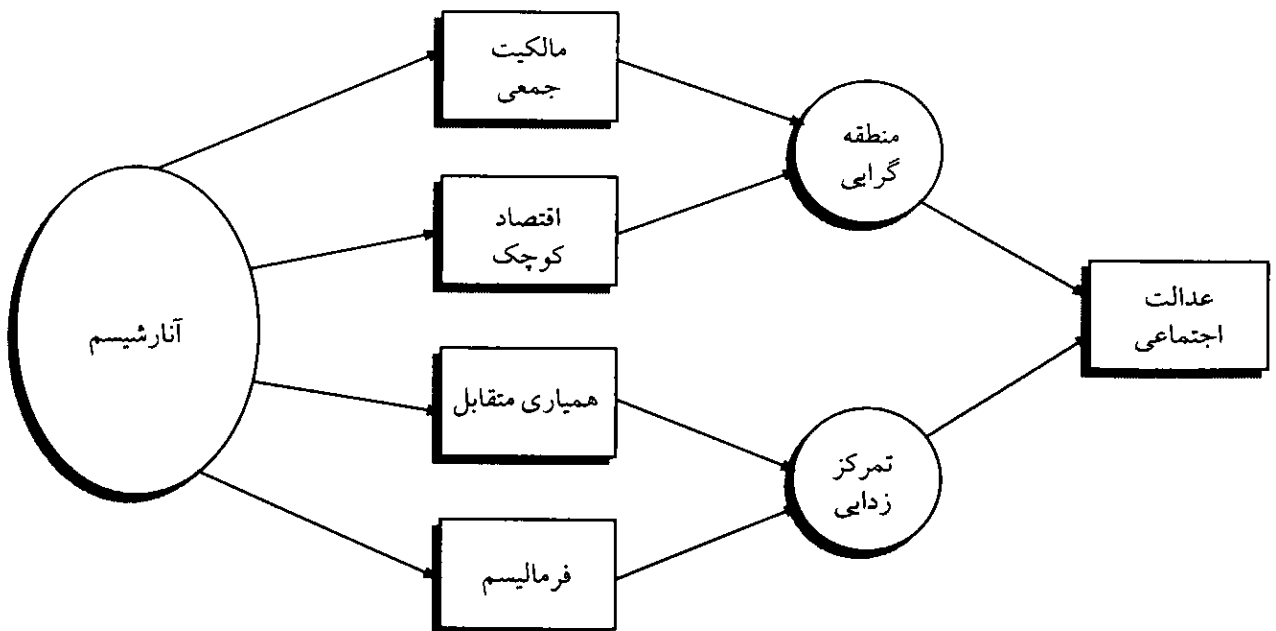 مالکیت
جمعی
منطقه
گرایی
اقتصاد
کوچک
عدالت
اجتماعی
آنارشیسم
همیاری متقابل
تمرکز
زدایی
فرمالیسم